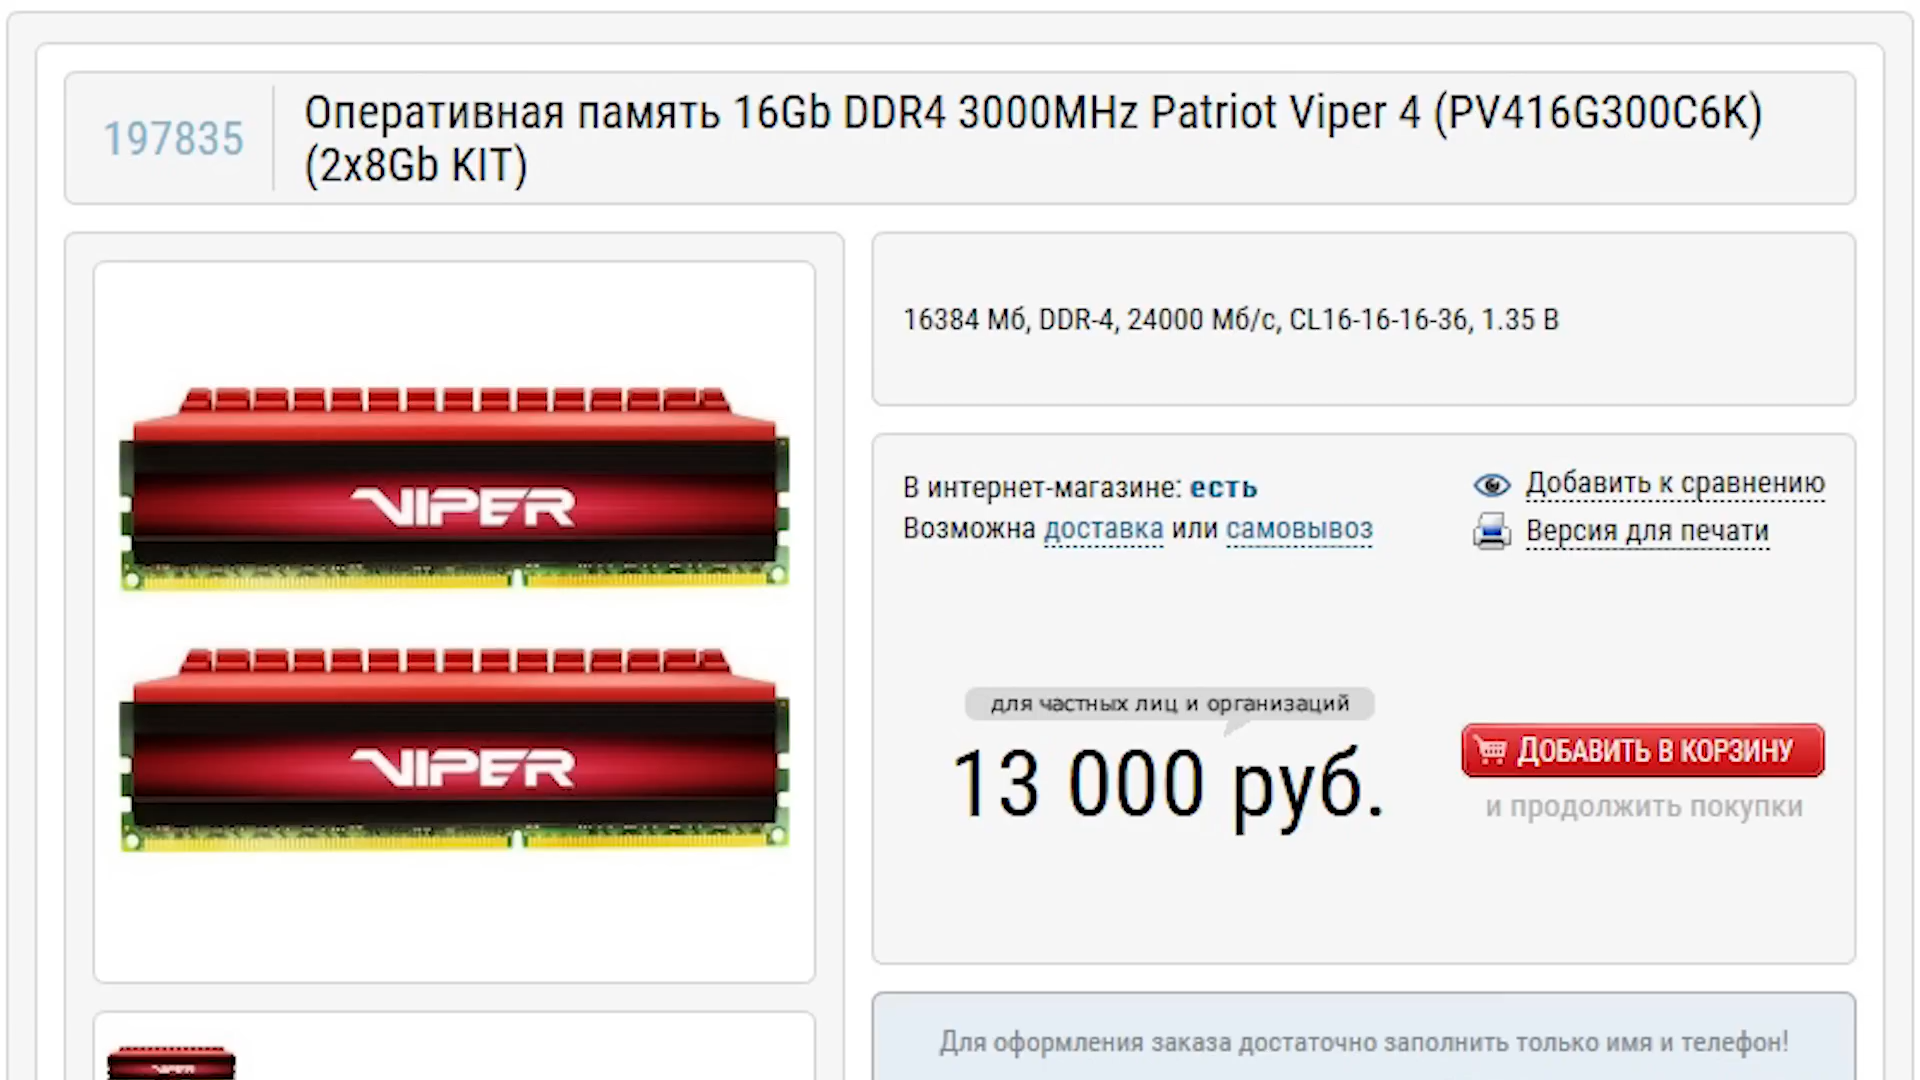 197835
Оперативная память 16Gb DDR4 3000MHz Patriot Viper 4 (PV416G300C6K)
(2x8Gb KIT)
VIPER
VIPER
VIPER
16384 Мб, DDR-4, 24000 Мб/с, CL16-16-16-36, 1.35 В
В интернет-магазине: есть
Возможна доставка или самовывоз
Добавить к сравнению
Версия для печати
для частных лиц и организаций
13 000 руб.
ДОБАВИТЬ В КОРЗИНУ
и продолжить покупки
Для оформления заказа достаточно заполнить только имя и телефон!